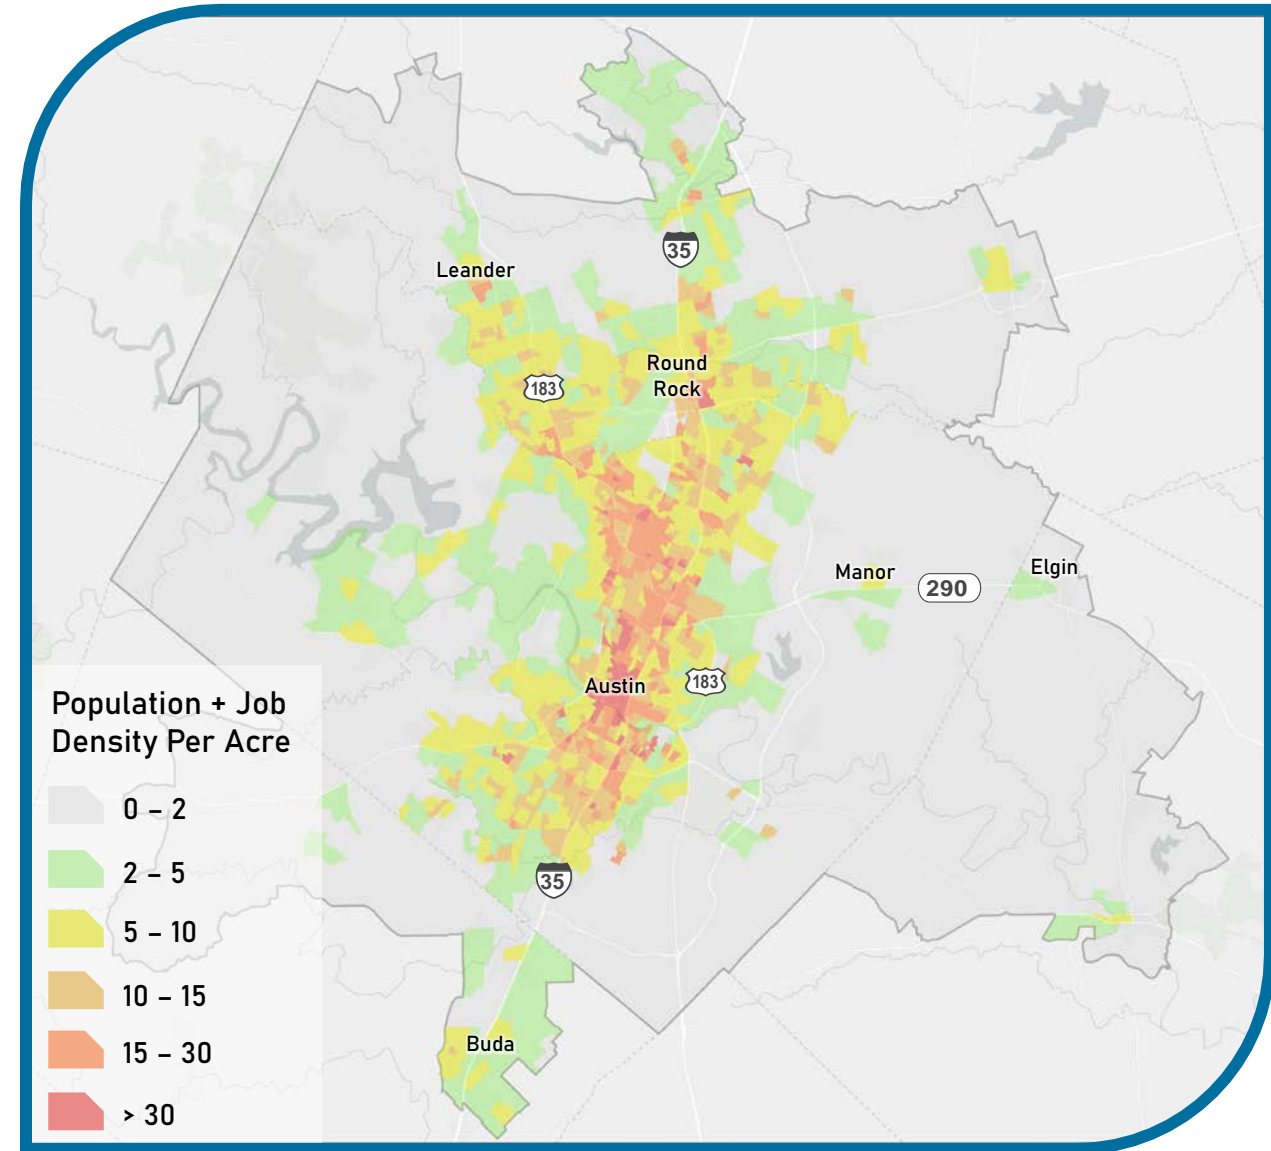 35
Leander
Round
Rock
183
Manor
290
Elgin
Austin
183
35
Buda
Population + Job
Density Per Acre
0 – 2
2 – 5
5 – 10
10 – 15
15 – 30
> 30